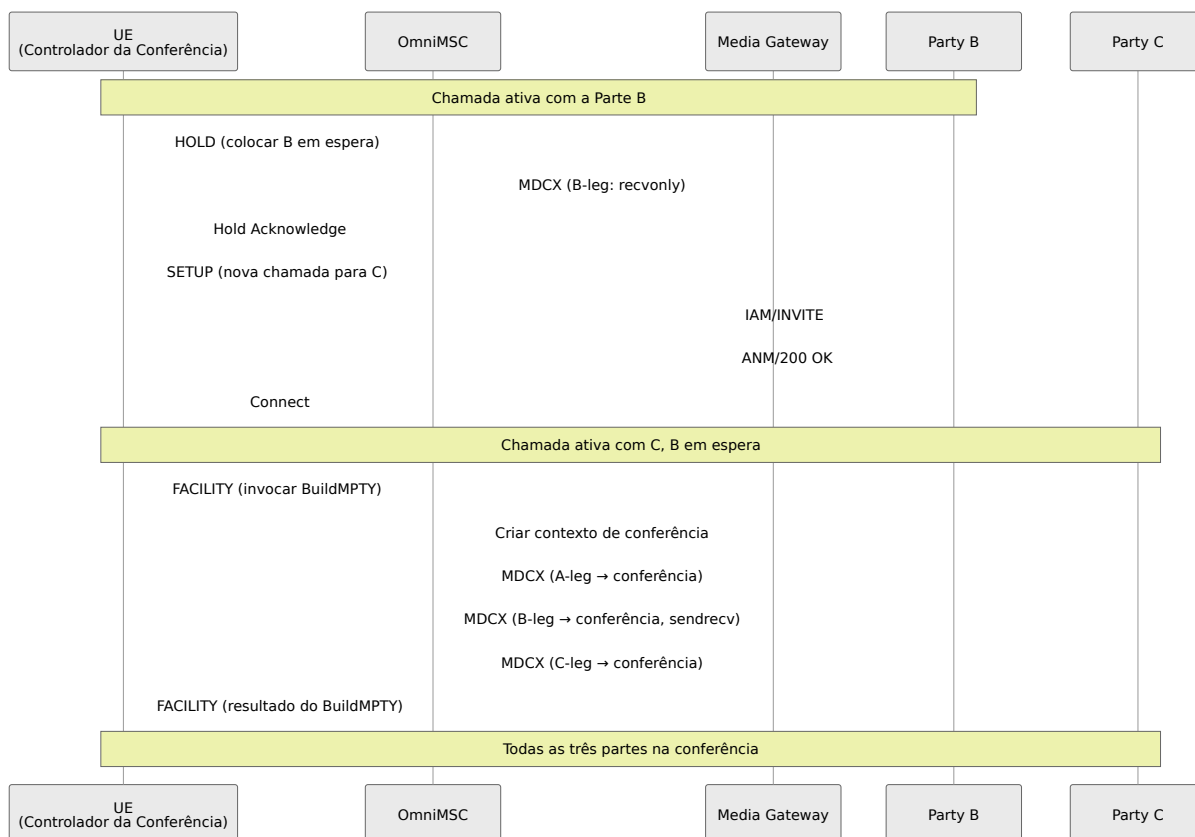 UE
(Controlador da Conferência)
OmniMSC
Media Gateway
Party B
Party C
Chamada ativa com a Parte B
HOLD (colocar B em espera)
MDCX (B-leg: recvonly)
Hold Acknowledge
SETUP (nova chamada para C)
IAM/INVITE
ANM/200 OK
Connect
Chamada ativa com C, B em espera
FACILITY (invocar BuildMPTY)
Criar contexto de conferência
MDCX (A-leg → conferência)
MDCX (B-leg → conferência, sendrecv)
MDCX (C-leg → conferência)
FACILITY (resultado do BuildMPTY)
Todas as três partes na conferência
UE
(Controlador da Conferência)
OmniMSC
Media Gateway
Party B
Party C